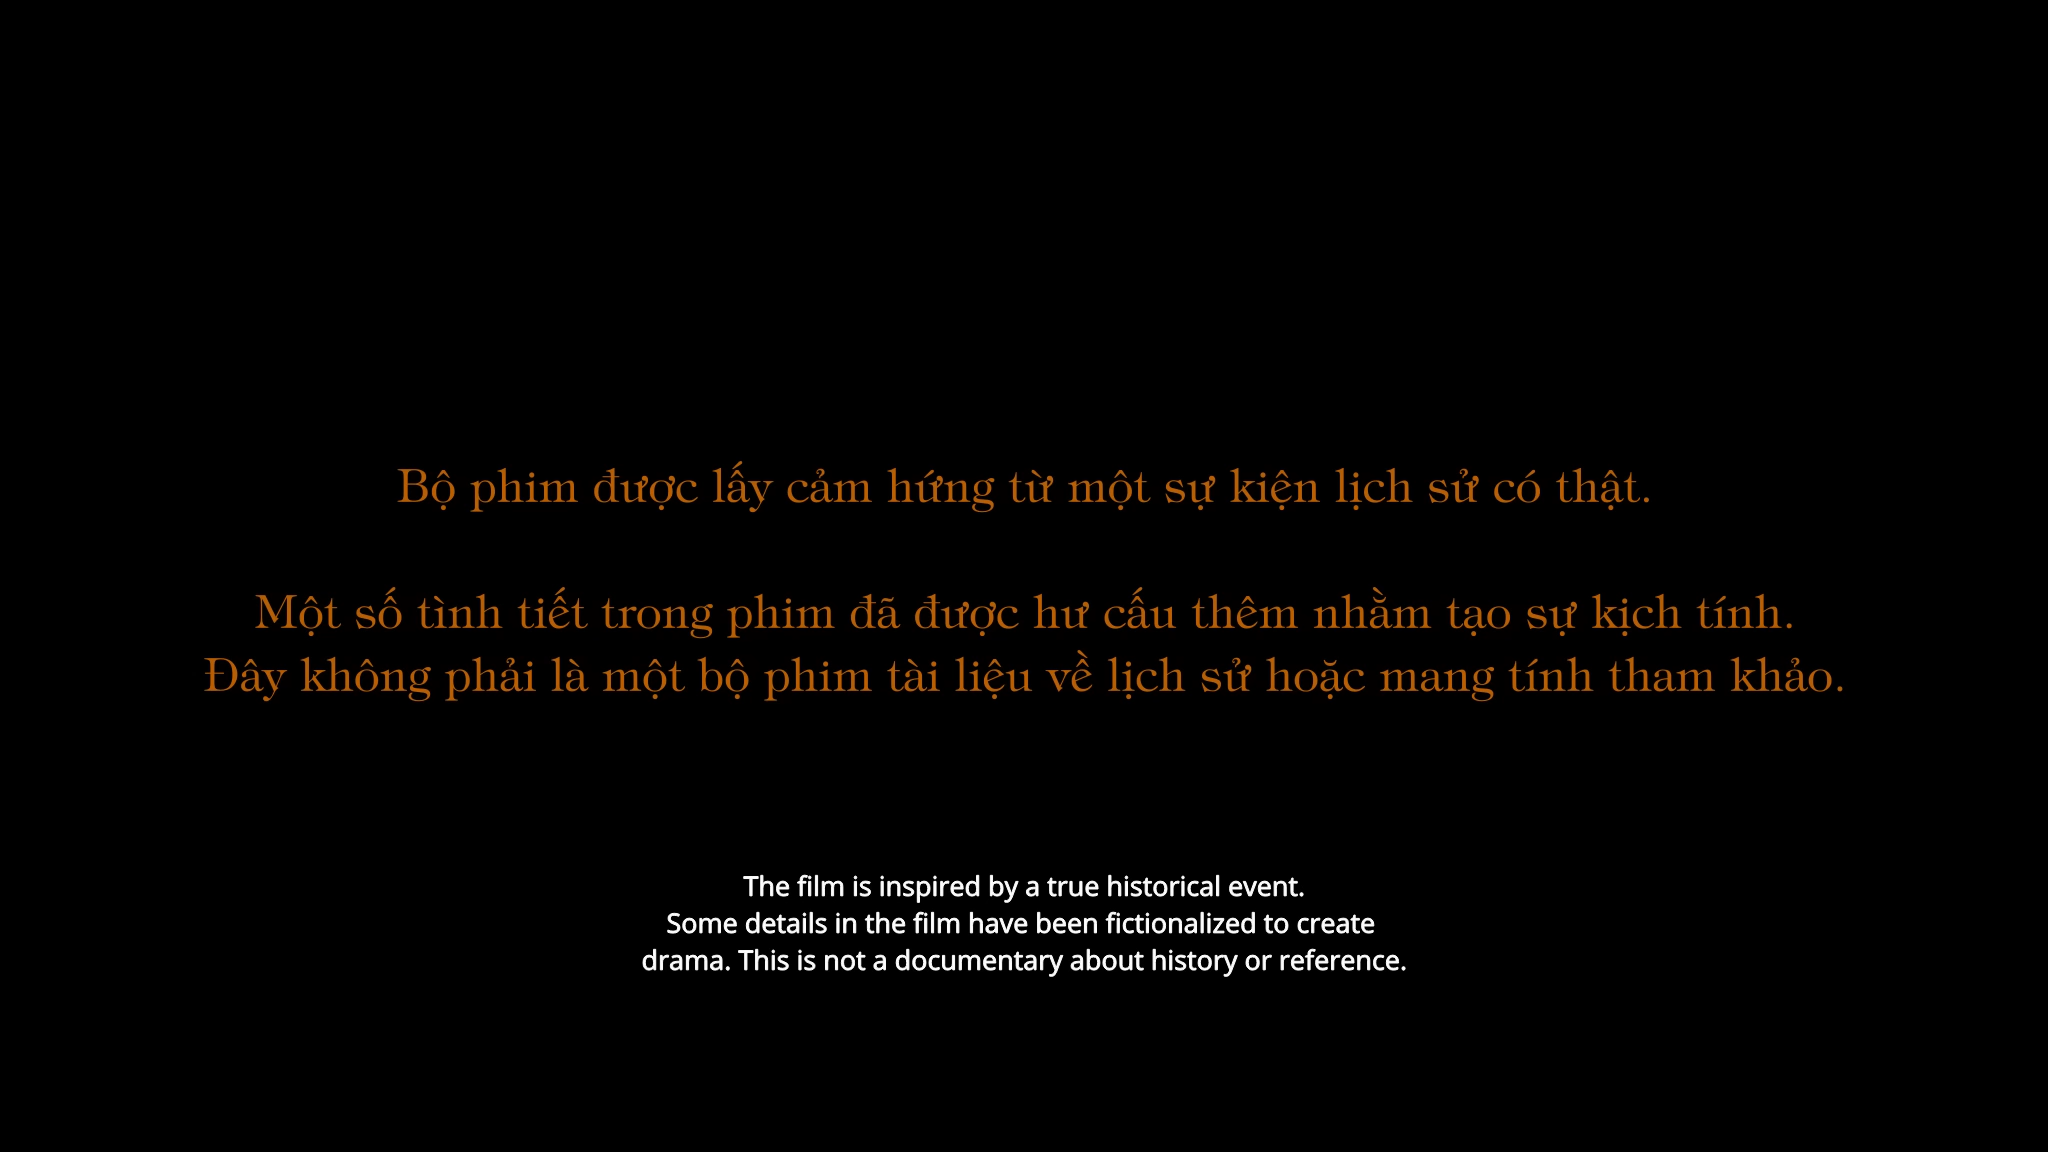 Bộ phim được lấy cảm hứng từ một sự kiện lịch sử có thật.
Một số tình tiết trong phim đã được hư cấu thêm nhằm tạo sự kịch tính.
Đây không phải là một bộ phim tài liệu về lịch sử hoặc mang tính tham khảo.
The film is inspired by a true historical event.
Some details in the film have been fictionalized to create
drama. This is not a documentary about history or reference.